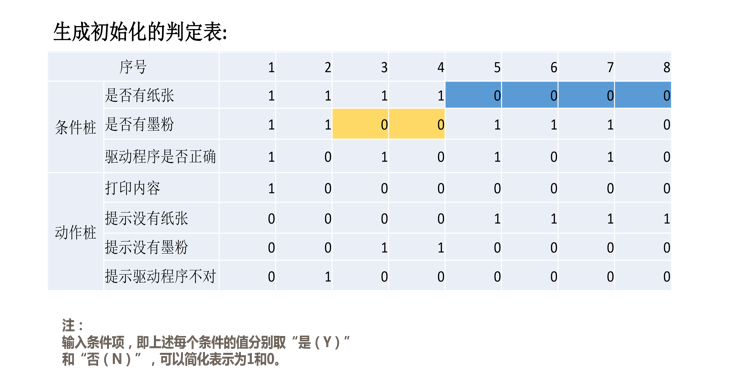 生成初始化的判定表:
序号 1 2 3 4 5 6 7 8
条件桩
是否有纸张 1 1 1 1 0 0 0 0
是否有墨粉 1 1 0 0 1 1 1 0
驱动程序是否正确 1 0 1 0 1 0 1 0
动作桩
打印内容 1 0 0 0 0 0 0 0
提示没有纸张 0 0 0 0 1 1 1 1
提示没有墨粉 0 0 1 1 0 0 0 0
提示驱动程序不对 0 1 0 0 0 0 0 0
注：
输入条件项，即上述每个条件的值分别取“是（Y）”
和“否（N）”，可以简化表示为1和0。